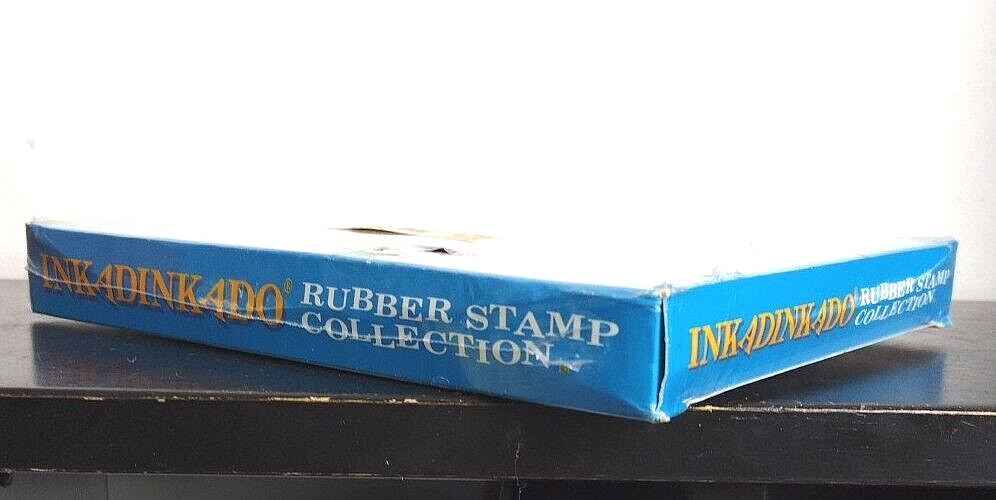 INKADINKADO® RUBBER STAMP
COLLECTION
INKADINKADO® RUBBER STAMP
COLLECTION